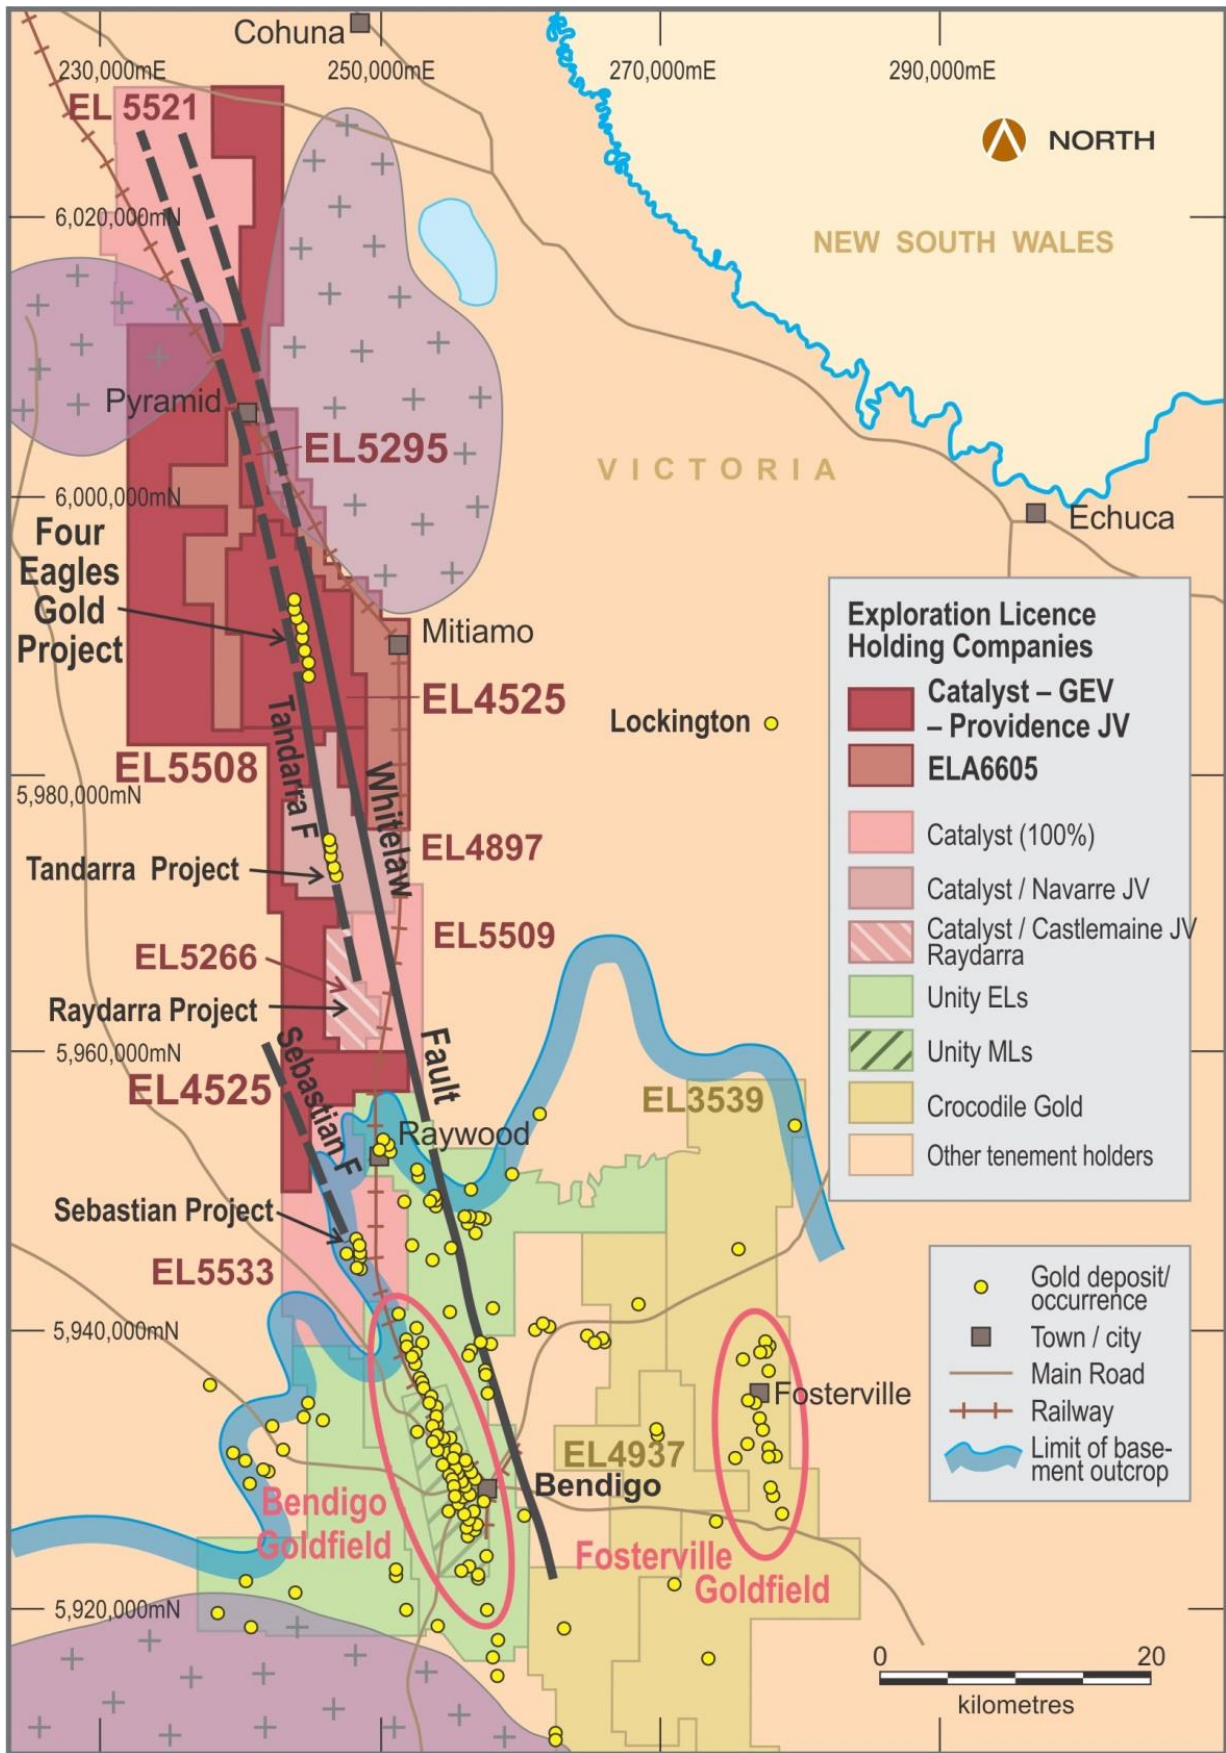 Cohuna
230,000mE
250,000mE
270,000mE
290,000mE
EL 5521
NORTH
6,020,000mN
NEW SOUTH WALES
Pyramid
EL5295
VICTORIA
6,000,000mN
Echuca
Four
Eagles
Gold
Project
Mitiamo
EL4525
Lockington
Tandarra F
EL5508
Whitelaw
5,980,000mN
EL4897
Tandarra Project
EL5509
EL5266
Raydarra Project
Fault
5,960,000mN
Sebastian F
EL4525
EL3539
Raywood
Sebastian Project
EL5533
5,940,000mN
Fosterville
EL4937
Bendigo
Bendigo
Goldfield
Fosterville
Goldfield
5,920,000mN
Exploration Licence
Holding Companies
Catalyst – GEV
– Providence JV
ELA6605
Catalyst (100%)
Catalyst / Navarre JV
Catalyst / Castlemaine JV
Raydarra
Unity ELs
Unity MLs
Crocodile Gold
Other tenement holders
Gold deposit/
occurrence
Town / city
Main Road
Railway
Limit of base-
ment outcrop
0
20
kilometres